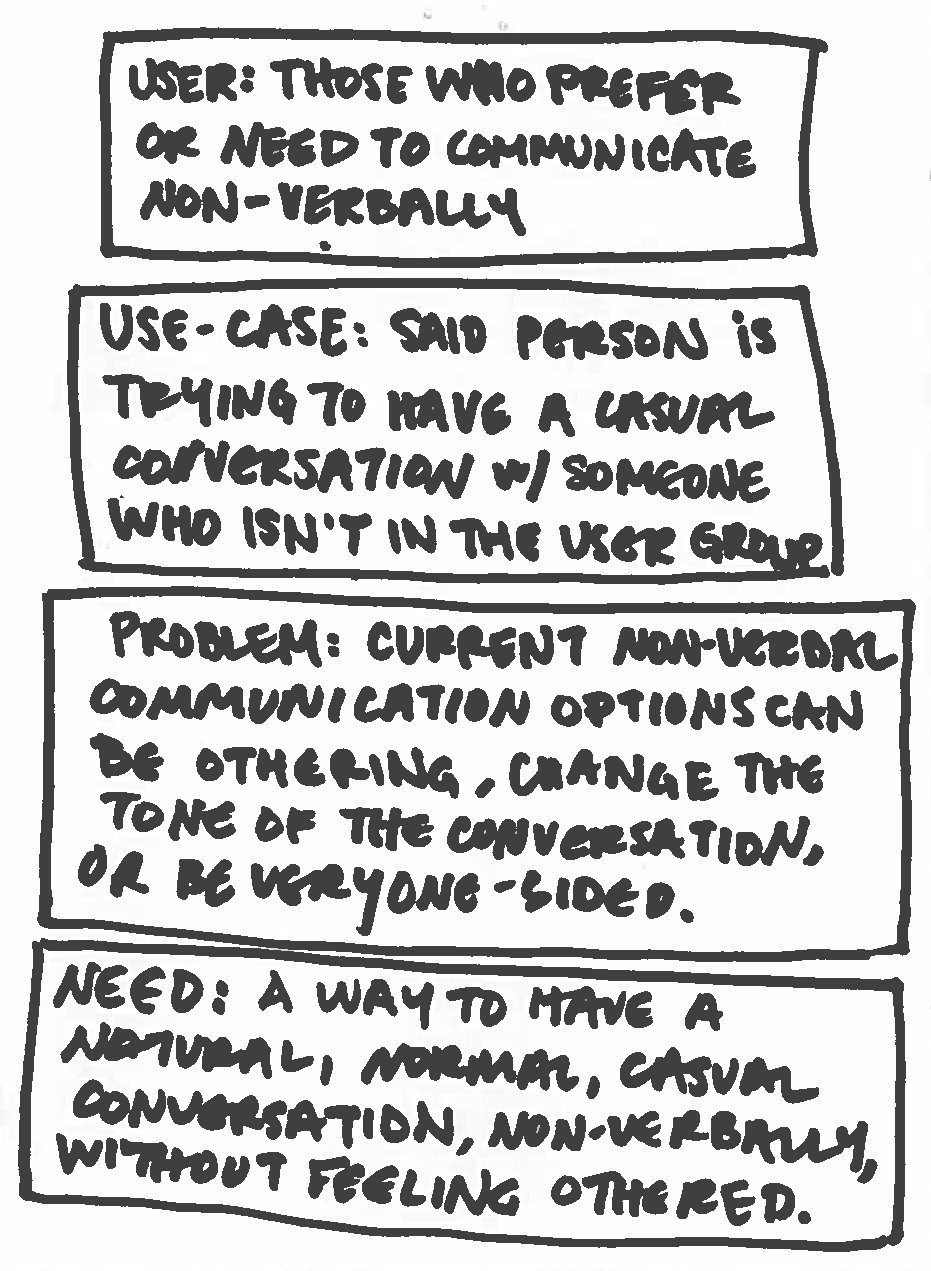 USER: THOSE WHO PREFER
OR NEED TO COMMUNICATE
NON-VERBALLY
USE-CASE: SAID PERSON IS
TRYING TO HAVE A CASUAL
CONVERSATION W/ SOMEONE
WHO ISN'T IN THE USER GROUP.
PROBLEM: CURRENT NON-VERBAL
COMMUNICATION OPTIONS CAN
BE OTHERING, CHANGE THE
TONE OF THE CONVERSATION,
OR BE VERY ONE-SIDED.
NEED: A WAY TO HAVE A
NATURAL, NORMAL, CASUAL
CONVERSATION, NON-VERBALLY,
WITHOUT FEELING OTHERED.